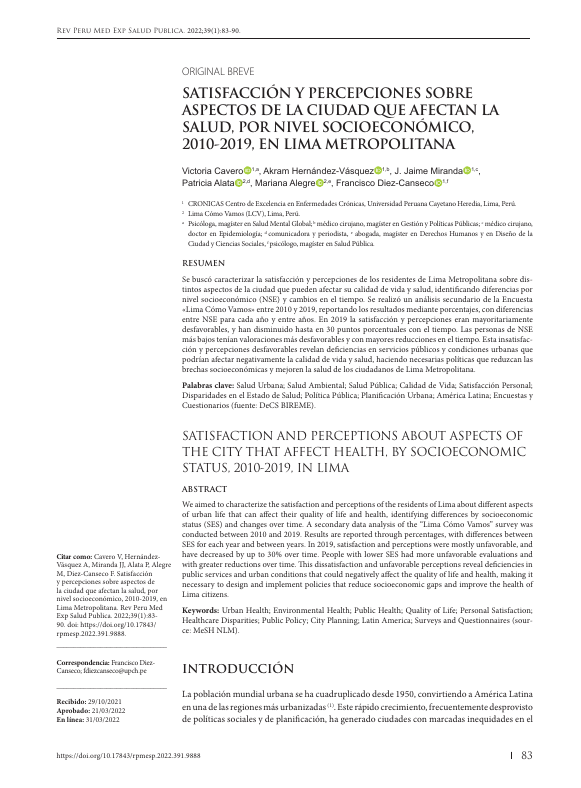 Rev Peru Med Exp Salud Publica. 2022;39(1):83-90.
ORIGINAL BREVE
SATISFACCIÓN Y PERCEPCIONES SOBRE
ASPECTOS DE LA CIUDAD QUE AFECTAN LA
SALUD, POR NIVEL SOCIOECONÓMICO,
2010-2019, EN LIMA METROPOLITANA
Victoria Cavero iD 1,a, Akram Hernández-Vásquez iD 1,b, J. Jaime Miranda iD 1,c,
Patricia Alata iD 2,d, Mariana Alegre iD 2,e, Francisco Diez-Canseco iD 1,f
1 CRONICAS Centro de Excelencia en Enfermedades Crónicas, Universidad Peruana Cayetano Heredia, Lima, Perú.
2 Lima Cómo Vamos (LCV), Lima, Perú.
a Psicóloga, magíster en Salud Mental Global; b médico cirujano, magíster en Gestión y Políticas Públicas; c médico cirujano,
doctor en Epidemiología; d comunicadora y periodista, e abogada, magíster en Derechos Humanos y en Diseño de la
Ciudad y Ciencias Sociales, f psicólogo, magíster en Salud Pública.
RESUMEN
Se buscó caracterizar la satisfacción y percepciones de los residentes de Lima Metropolitana sobre dis-
tintos aspectos de la ciudad que pueden afectar su calidad de vida y salud, identificando diferencias por
nivel socioeconómico (NSE) y cambios en el tiempo. Se realizó un análisis secundario de la Encuesta
«Lima Cómo Vamos» entre 2010 y 2019, reportando los resultados mediante porcentajes, con diferencias
entre NSE para cada año y entre años. En 2019 la satisfacción y percepciones eran mayoritariamente
desfavorables, y han disminuido hasta en 30 puntos porcentuales con el tiempo. Las personas de NSE
más bajos tenían valoraciones más desfavorables y con mayores reducciones en el tiempo. Esta insatisfac-
ción y percepciones desfavorables revelan deficiencias en servicios públicos y condiciones urbanas que
podrían afectar negativamente la calidad de vida y salud, haciendo necesarias políticas que reduzcan las
brechas socioeconómicas y mejoren la salud de los ciudadanos de Lima Metropolitana.
Palabras clave: Salud Urbana; Salud Ambiental; Salud Pública; Calidad de Vida; Satisfacción Personal;
Disparidades en el Estado de Salud; Política Pública; Planificación Urbana; América Latina; Encuestas y
Cuestionarios (fuente: DeCS BIREME).
SATISFACTION AND PERCEPTIONS ABOUT ASPECTS OF
THE CITY THAT AFFECT HEALTH, BY SOCIOECONOMIC
STATUS, 2010-2019, IN LIMA
ABSTRACT
We aimed to characterize the satisfaction and perceptions of the residents of Lima about different aspects
of urban life that can affect their quality of life and health, identifying differences by socioeconomic
status (SES) and changes over time. A secondary data analysis of the "Lima Cómo Vamos" survey was
conducted between 2010 and 2019. Results are reported through percentages, with differences between
SES for each year and between years. In 2019, satisfaction and perceptions were mostly unfavorable, and
have decreased by up to 30% over time. People with lower SES had more unfavorable evaluations and
with greater reductions over time. This dissatisfaction and unfavorable perceptions reveal deficiencies in
public services and urban conditions that could negatively affect the quality of life and health, making it
necessary to design and implement policies that reduce socioeconomic gaps and improve the health of
Lima citizens.
Keywords: Urban Health; Environmental Health; Public Health; Quality of Life; Personal Satisfaction;
Healthcare Disparities; Public Policy; City Planning; Latin America; Surveys and Questionnaires (sour-
ce: MeSH NLM).
Citar como: Cavero V, Hernández-
Vásquez A, Miranda JJ, Alata P, Alegre
M, Diez-Canseco F. Satisfacción
y percepciones sobre aspectos de
la ciudad que afectan la salud, por
nivel socioeconómico, 2010-2019, en
Lima Metropolitana. Rev Peru Med
Exp Salud Publica. 2022;39(1):83-
90. doi: https://doi.org/10.17843/
rpmesp.2022.391.9888.
Correspondencia: Francisco Diez-
Canseco; fdiezcanseco@upch.pe
Recibido: 29/10/2021
Aprobado: 21/03/2022
En línea: 31/03/2022
INTRODUCCIÓN
La población mundial urbana se ha cuadruplicado desde 1950, convirtiendo a América Latina
en una de las regiones más urbanizadas (1). Este rápido crecimiento, frecuentemente desprovisto
de políticas sociales y de planificación, ha generado ciudades con marcadas inequidades en el
https://doi.org/10.17843/rpmesp.2022.391.9888
83